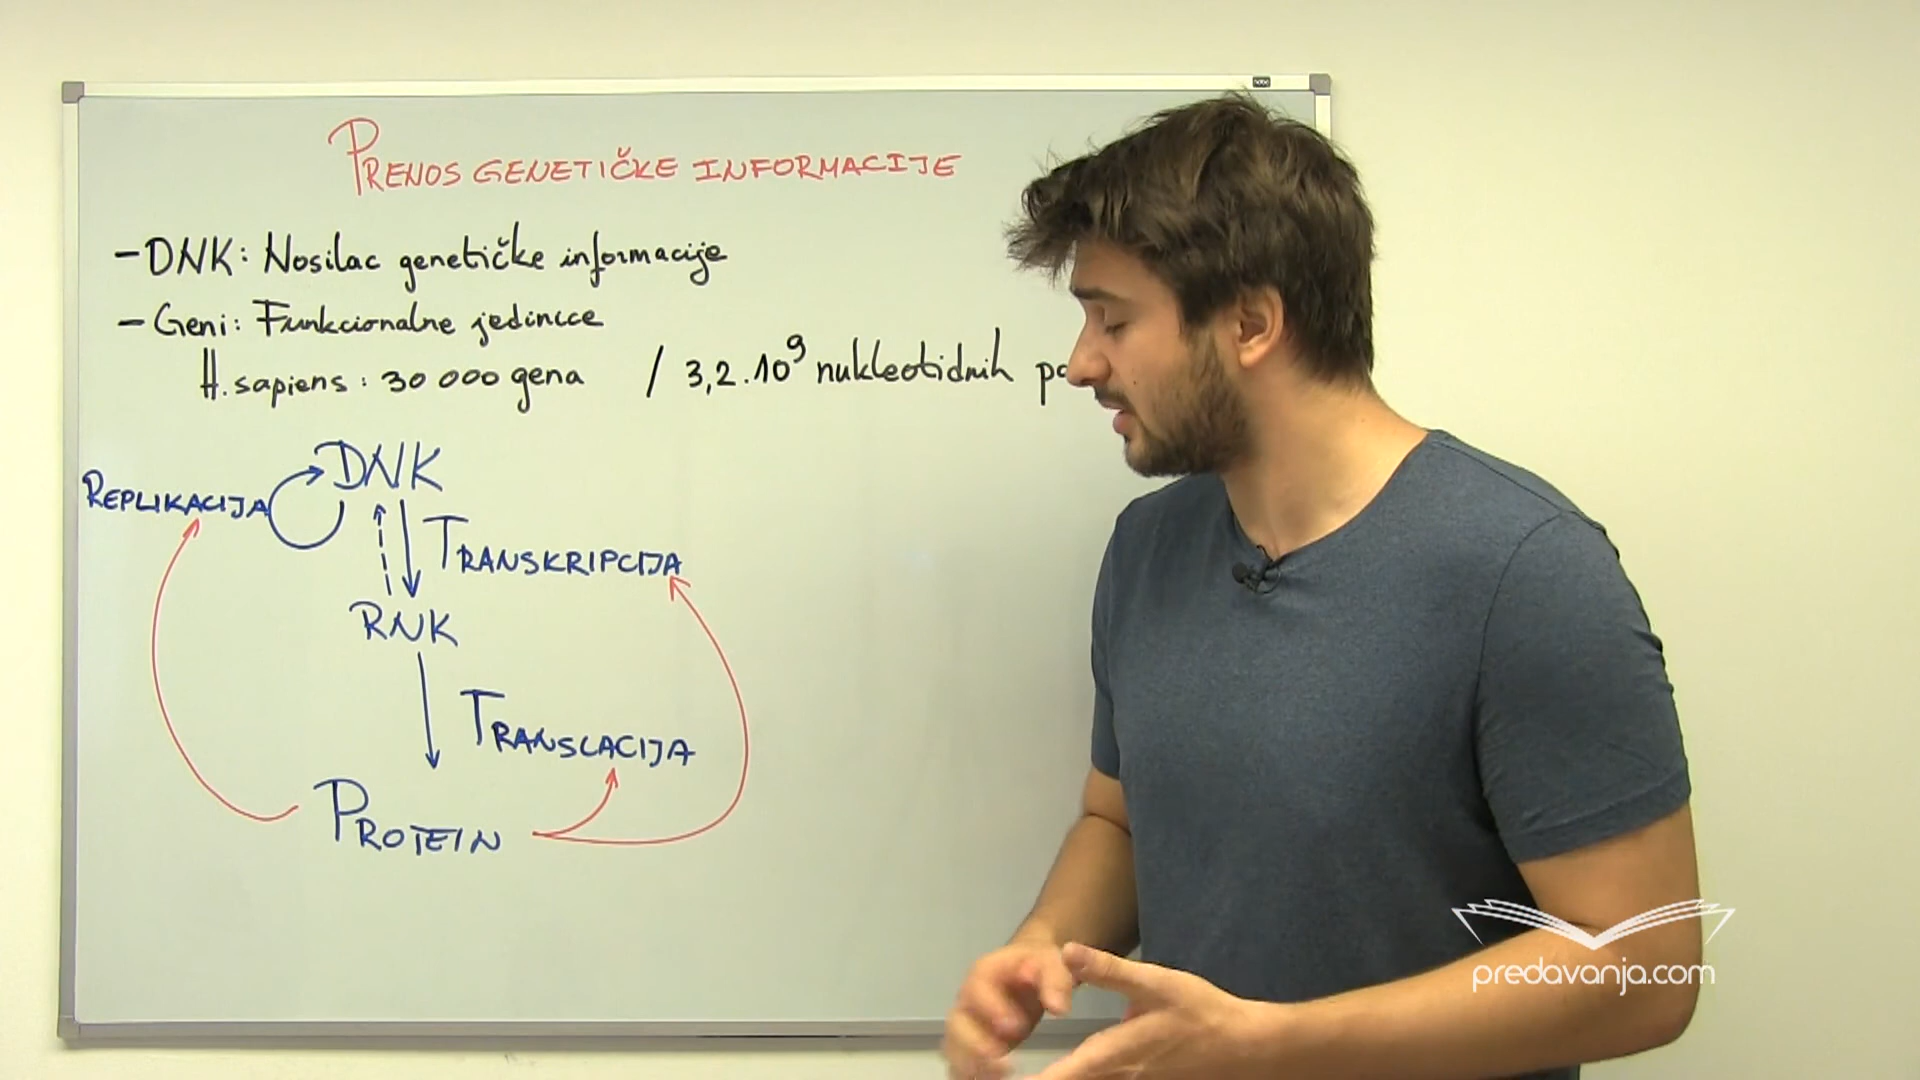 PRENOS GENETIČKE INFORMACIJE
– DNK: Nosilac genetičke informacije
– Geni: Funkcionalne jedinice
H. sapiens: 30 000 gena / 3,2 . 10⁹ nukleotidnih
DNK
REPLIKACIJA
TRANSKRIPCIJA
RNK
TRANSLACIJA
PROTEIN
predavanja.com